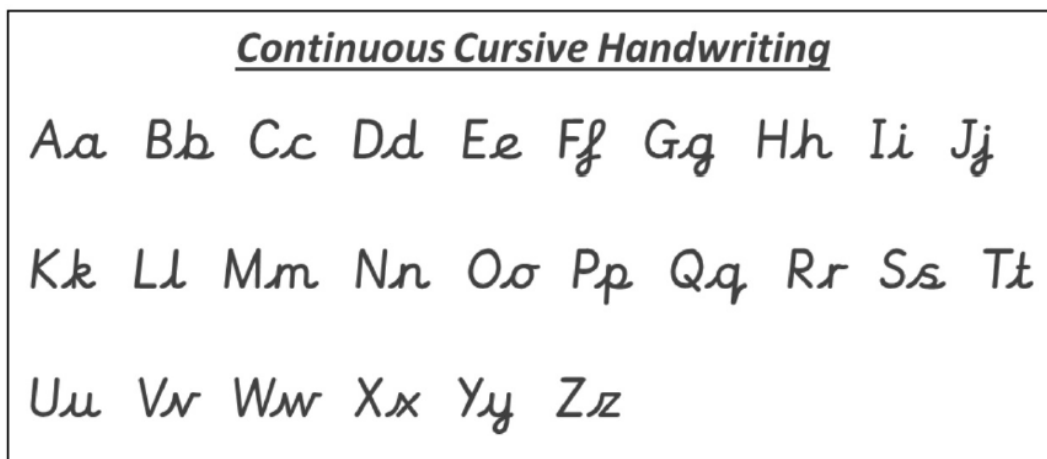 Continuous Cursive Handwriting
Aa Bb Cc Dd Ee Ff Gg Hh Ii Jj
Kk Ll Mm Nn Oo Pp Qq Rr Ss Tt
Uu Vv Ww Xx Yy Zz